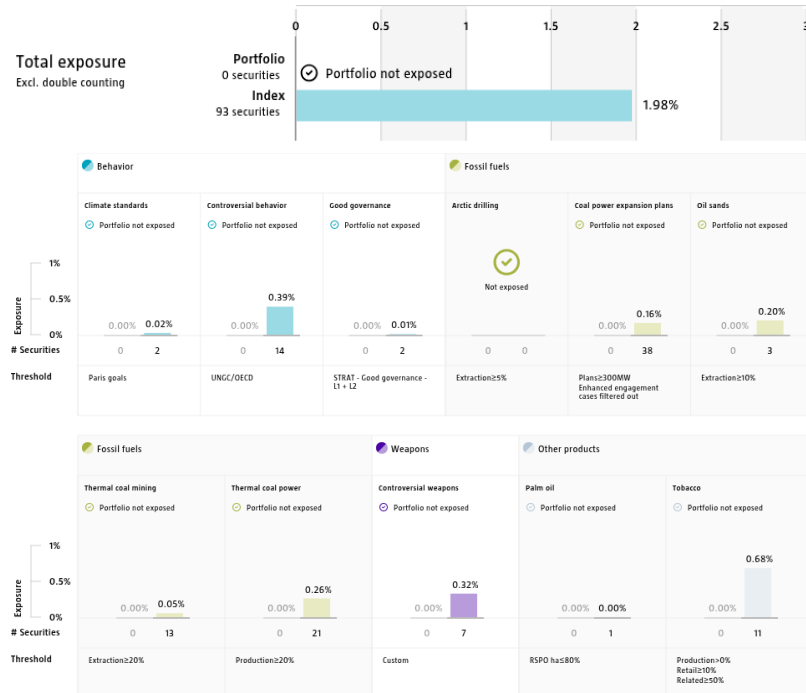 0 0.5 1 1.5 2 2.5 3
Total exposure
Excl. double counting
Portfolio
0 securities
Portfolio not exposed
Index
93 securities
1.98%
Behavior
Fossil fuels
Climate standards
Controversial behavior
Good governance
Arctic drilling
Coal power expansion plans
Oil sands
Portfolio not exposed
Portfolio not exposed
Portfolio not exposed
Portfolio not exposed
Portfolio not exposed
Not exposed
Exposure
1%
0.5%
0%
0.00% 0.02%
0.00% 0.39%
0.00% 0.01%
0.00% 0.16%
0.00% 0.20%
# Securities
0 2
0 14
0 2
0 0
0 38
0 3
Threshold
Paris goals
UNGC/OECD
STRAT - Good governance -
L1 + L2
Extraction≥5%
Plans≥300MW
Enhanced engagement
cases filtered out
Extraction≥10%
Fossil fuels
Weapons
Other products
Thermal coal mining
Thermal coal power
Controversial weapons
Palm oil
Tobacco
Portfolio not exposed
Portfolio not exposed
Portfolio not exposed
Portfolio not exposed
Portfolio not exposed
Exposure
1%
0.5%
0%
0.00% 0.05%
0.00% 0.26%
0.00% 0.32%
0.00% 0.00%
0.00% 0.68%
# Securities
0 13
0 21
0 7
0 1
0 11
Threshold
Extraction≥20%
Production≥20%
Custom
RSPO ha≤80%
Production>0%
Retail≥10%
Related≥50%